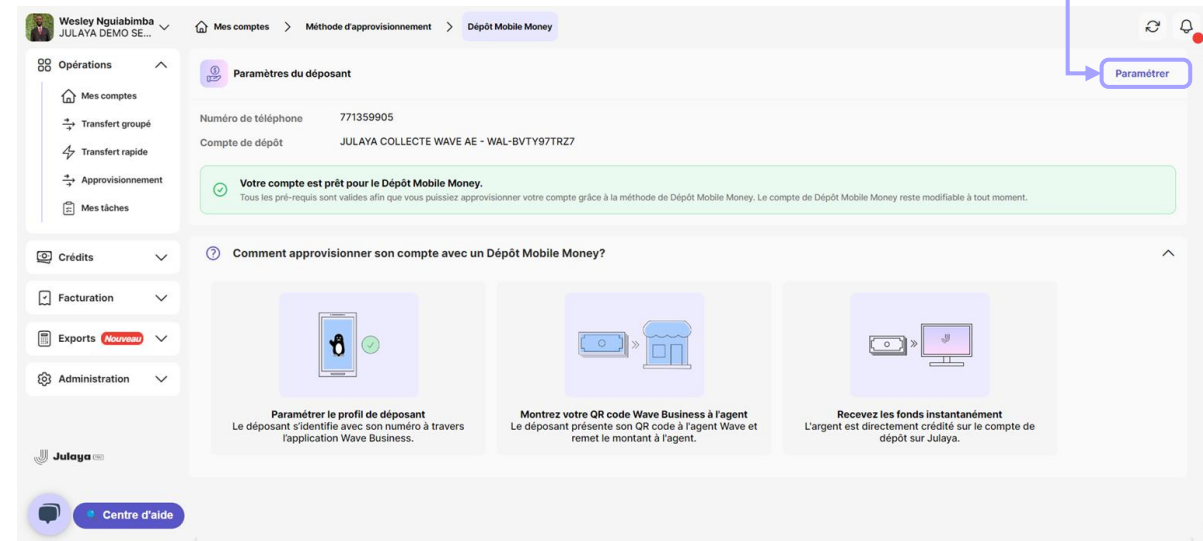 Wesley Nguiabimba
JULAYA DEMO SE...
Mes comptes > Méthode d'approvisionnement > Dépôt Mobile Money
Opérations
Mes comptes
Transfert groupé
Transfert rapide
Approvisionnement
Mes tâches
Crédits
Facturation
Exports Nouveau
Administration
Julaya
Centre d'aide
Paramètres du déposant
Paramétrer
Numéro de téléphone 771359905
Compte de dépôt JULAYA COLLECTE WAVE AE - WAL-BVTY97TRZ7
Votre compte est prêt pour le Dépôt Mobile Money.
Tous les pré-requis sont valides afin que vous puissiez approvisionner votre compte grâce à la méthode de Dépôt Mobile Money. Le compte de Dépôt Mobile Money reste modifiable à tout moment.
Comment approvisionner son compte avec un Dépôt Mobile Money?
Paramétrer le profil de déposant
Le déposant s'identifie avec son numéro à travers
l'application Wave Business.
Montrez votre QR code Wave Business à l'agent
Le déposant présente son QR code à l'agent Wave et
remet le montant à l'agent.
Recevez les fonds instantanément
L'argent est directement crédité sur le compte de
dépôt sur Julaya.